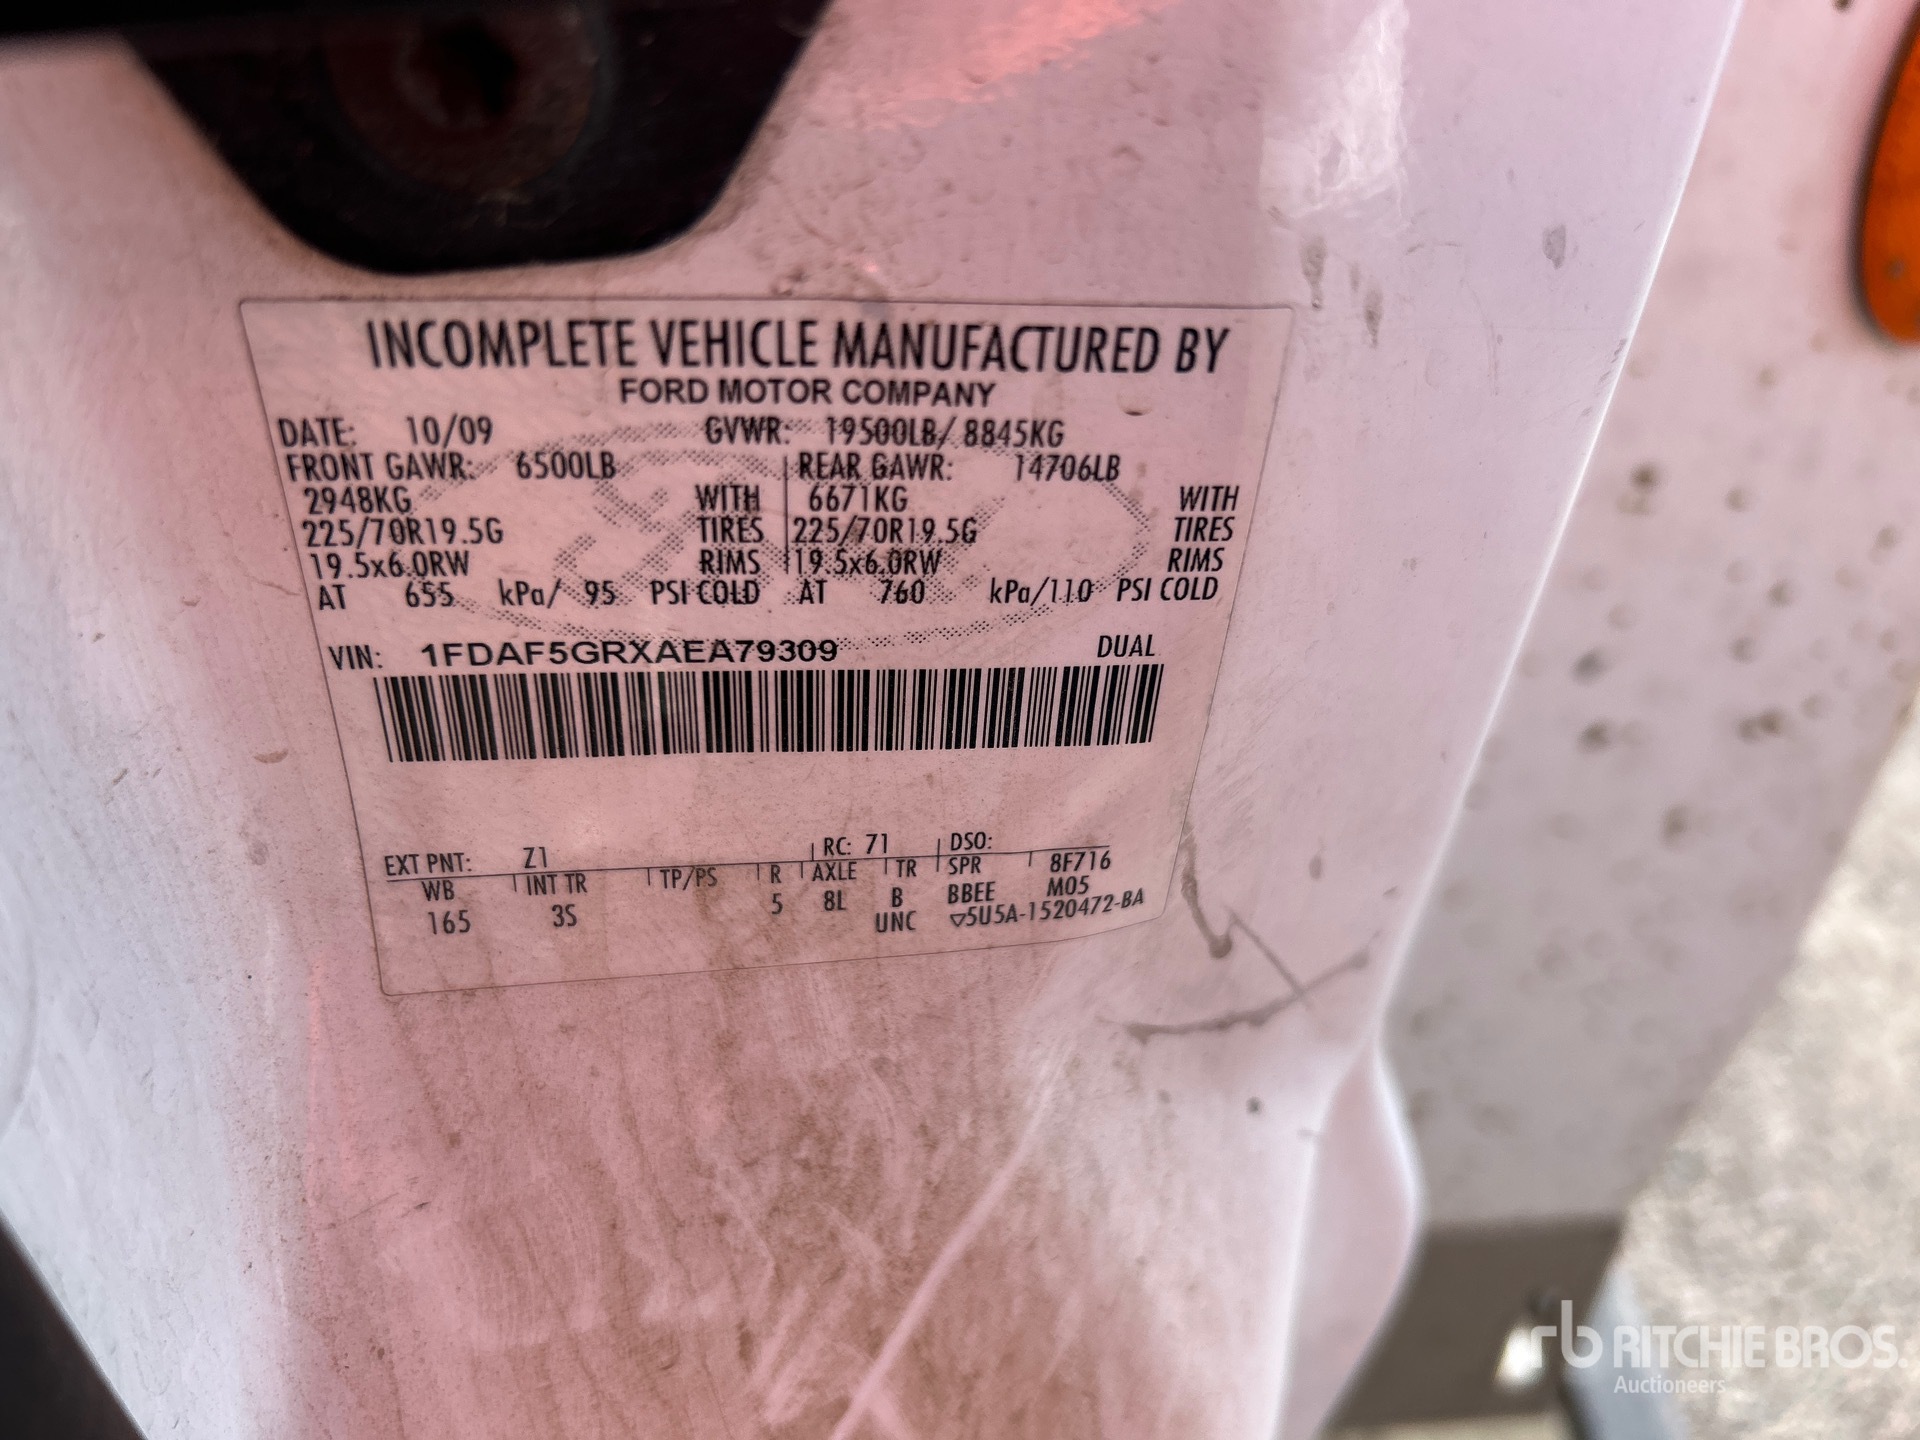 INCOMPLETE VEHICLE MANUFACTURED BY
FORD MOTOR COMPANY
DATE: 10/09 GVWR: 19500LB/ 8845KG
FRONT GAWR: 6500LB REAR GAWR: 14706LB
2948KG WITH 6671KG WITH
225/70R19.5G TIRES 225/70R19.5G TIRES
19.5x6.0RW RIMS 19.5x6.0RW RIMS
AT 655 kPa/ 95 PSI COLD AT 760 kPa/110 PSI COLD
VIN: 1FDAF5GRXAEA79309 DUAL
EXT PNT: Z1 RC: 71 DSO:
WB INT TR TP/PS R AXLE TR SPR 8F716
165 3S 5 8L B BBEE M05
UNC ▽5U5A-1520472-BA
rb RITCHIE BROS.
Auctioneers